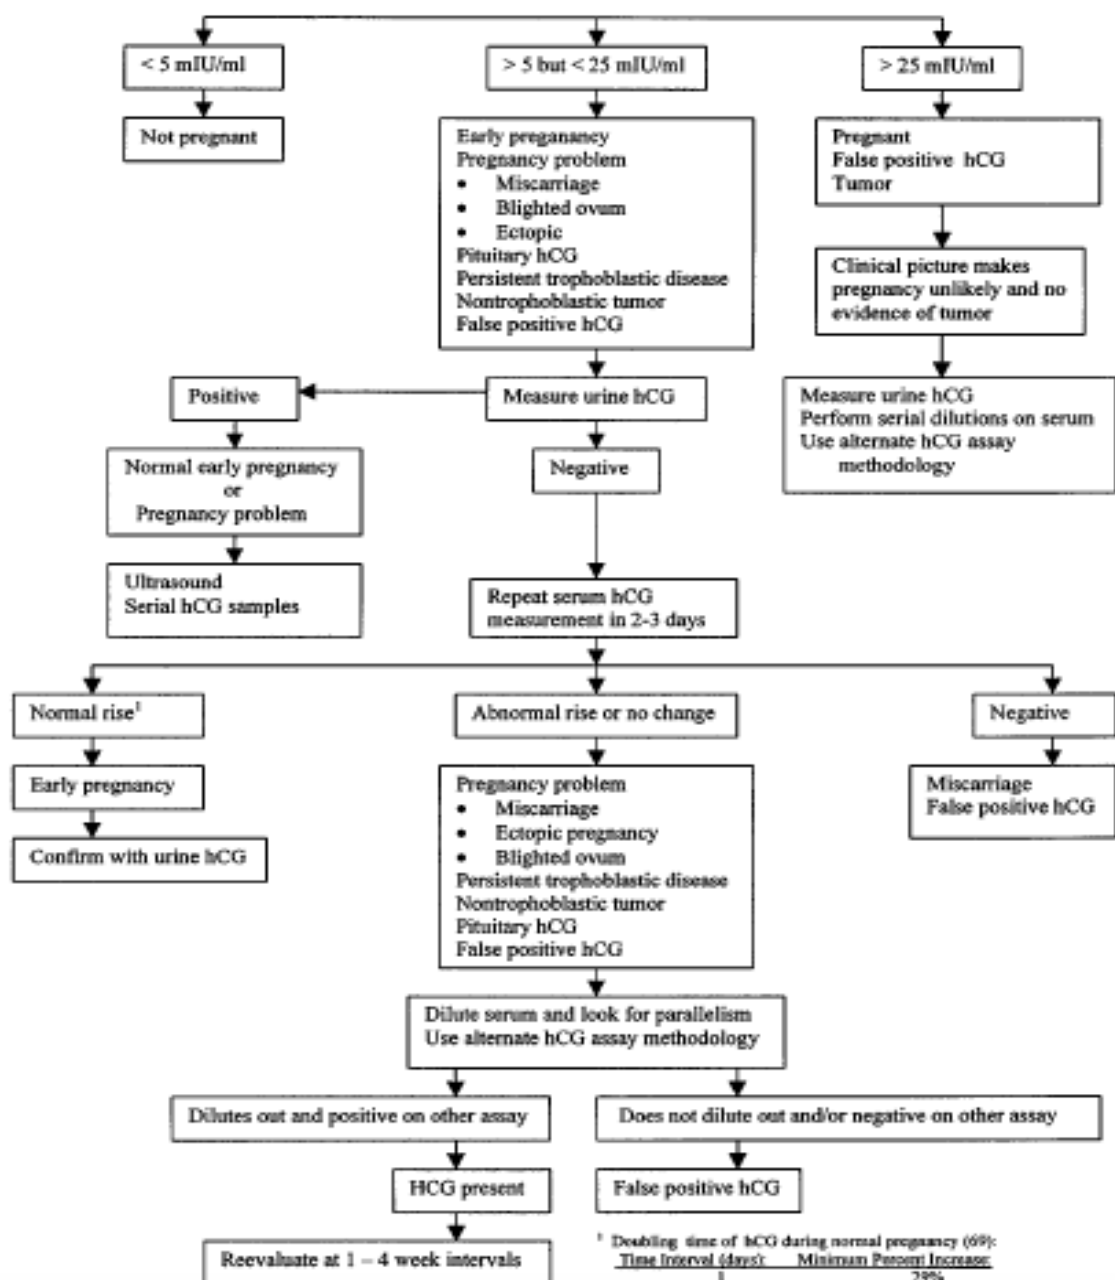 < 5 mIU/ml
> 5 but < 25 mIU/ml
> 25 mIU/ml
Not pregnant
Early preganancy
Pregnancy problem
• Miscarriage
• Blighted ovum
• Ectopic
Pituitary hCG
Persistent trophoblastic disease
Nontrophoblastic tumor
False positive hCG
Pregnant
False positive hCG
Tumor
Clinical picture makes
pregnancy unlikely and no
evidence of tumor
Positive
Measure urine hCG
Measure urine hCG
Perform serial dilutions on serum
Use alternate hCG assay
methodology
Normal early pregnancy
or
Pregnancy problem
Negative
Ultrasound
Serial hCG samples
Repeat serum hCG
measurement in 2-3 days
Normal rise¹
Abnormal rise or no change
Negative
Early pregnancy
Pregnancy problem
• Miscarriage
• Ectopic pregnancy
• Blighted ovum
Persistent trophoblastic disease
Nontrophoblastic tumor
Pituitary hCG
False positive hCG
Miscarriage
False positive hCG
Confirm with urine hCG
Dilute serum and look for parallelism
Use alternate hCG assay methodology
Dilutes out and positive on other assay
Does not dilute out and/or negative on other assay
HCG present
False positive hCG
Reevaluate at 1 – 4 week intervals
¹ Doubling time of hCG during normal pregnancy (69):
Time Interval (days): Minimum Percent Increase:
1 29%